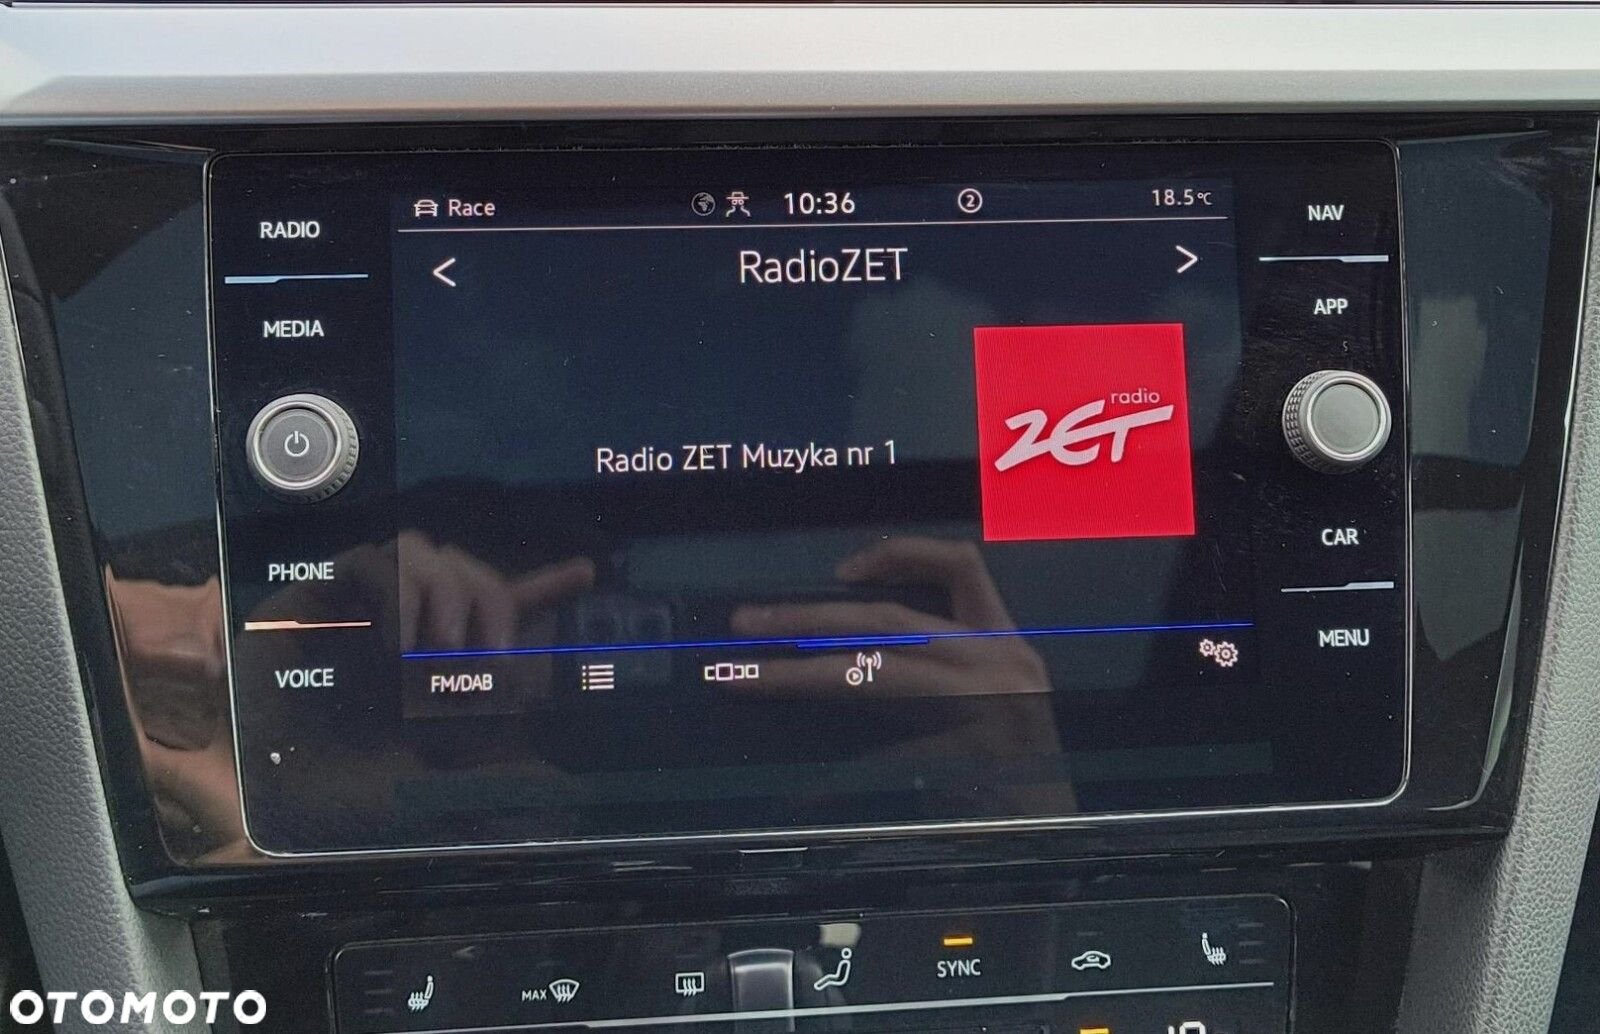 RADIO
MEDIA
PHONE
VOICE
Race
10:36
2
18.5°C
<
RadioZET
>
radio
ZET
Radio ZET Muzyka nr 1
FM/DAB
NAV
APP
S
CAR
MENU
MAX
SYNC
OTOMOTO